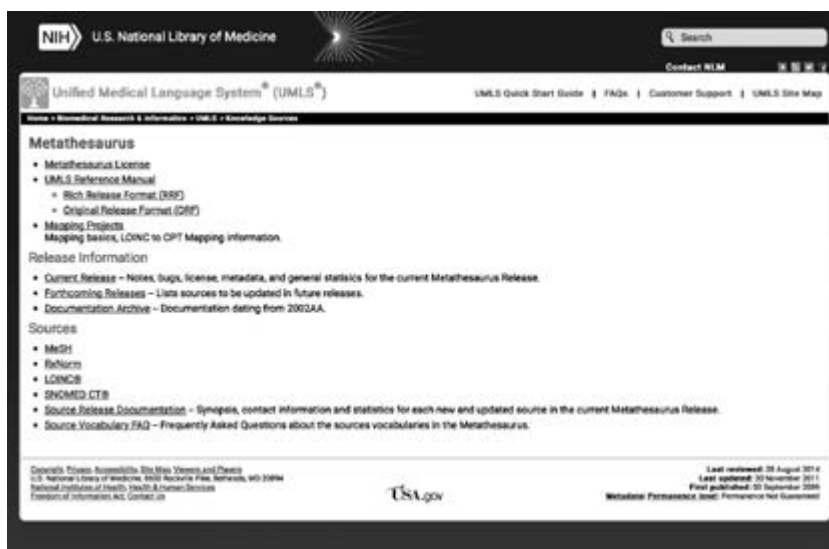 NIH U.S. National Library of Medicine
Search
Contact NLM
Unified Medical Language System® (UMLS®)
UMLS Quick Start Guide | FAQs | Customer Support | UMLS Site Map
Home > Biomedical Research & Informatics > UMLS > Knowledge Sources
Metathesaurus
• Metathesaurus License
• UMLS Reference Manual
◦ Rich Release Format (RRF)
◦ Original Release Format (ORF)
• Mapping Projects
Mapping basics, LOINC to CPT Mapping information.
Release Information
• Current Release – Notes, bugs, license, metadata, and general statistics for the current Metathesaurus Release.
• Forthcoming Releases – Lists sources to be updated in future releases.
• Documentation Archive – Documentation dating from 2002AA.
Sources
• MeSH
• RxNorm
• LOINC®
• SNOMED CT®
• Source Release Documentation – Synopsis, contact information and statistics for each new and updated source in the current Metathesaurus Release.
• Source Vocabulary FAQ – Frequently Asked Questions about the sources vocabularies in the Metathesaurus.
Copyright, Privacy, Accessibility, Site Map, Viewers and Players
U.S. National Library of Medicine, 8600 Rockville Pike, Bethesda, MD 20894
National Institutes of Health, Health & Human Services
Freedom of Information Act, Contact Us
USA.gov
Last reviewed: 28 August 2014
Last updated: 30 November 2011
First published: 03 September 2006
Metadata Permanence level: Permanence Not Guaranteed